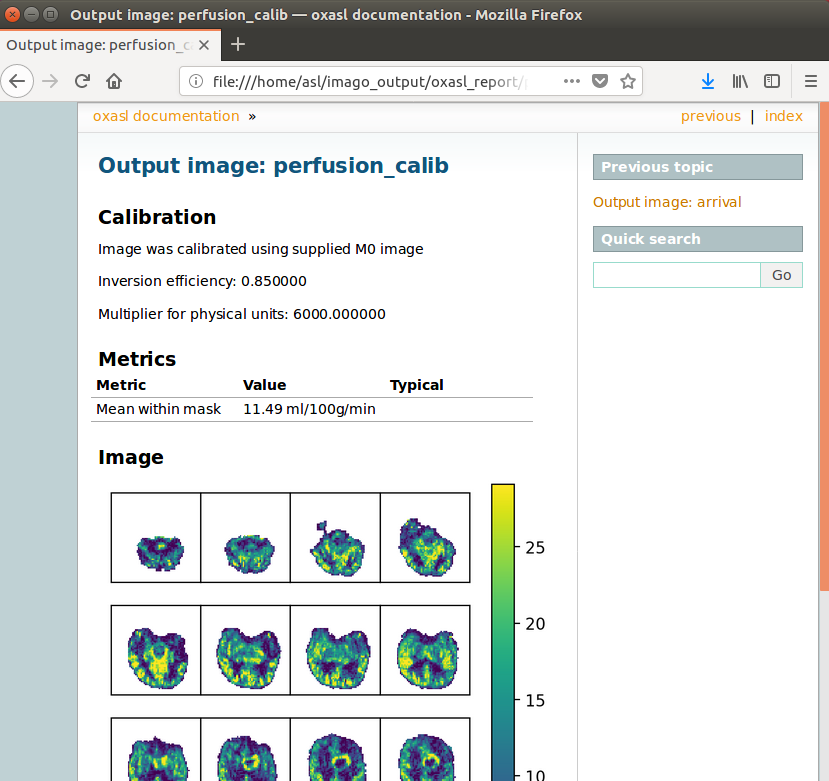 Output image: perfusion_calib — oxasl documentation - Mozilla Firefox
Output image: perfusion_c
file:///home/asl/imago_output/oxasl_report/
oxasl documentation » previous | index
Output image: perfusion_calib
Calibration
Image was calibrated using supplied M0 image
Inversion efficiency: 0.850000
Multiplier for physical units: 6000.000000
Metrics
Metric Value Typical
Mean within mask 11.49 ml/100g/min
Image
25
20
15
10
Previous topic
Output image: arrival
Quick search
Go